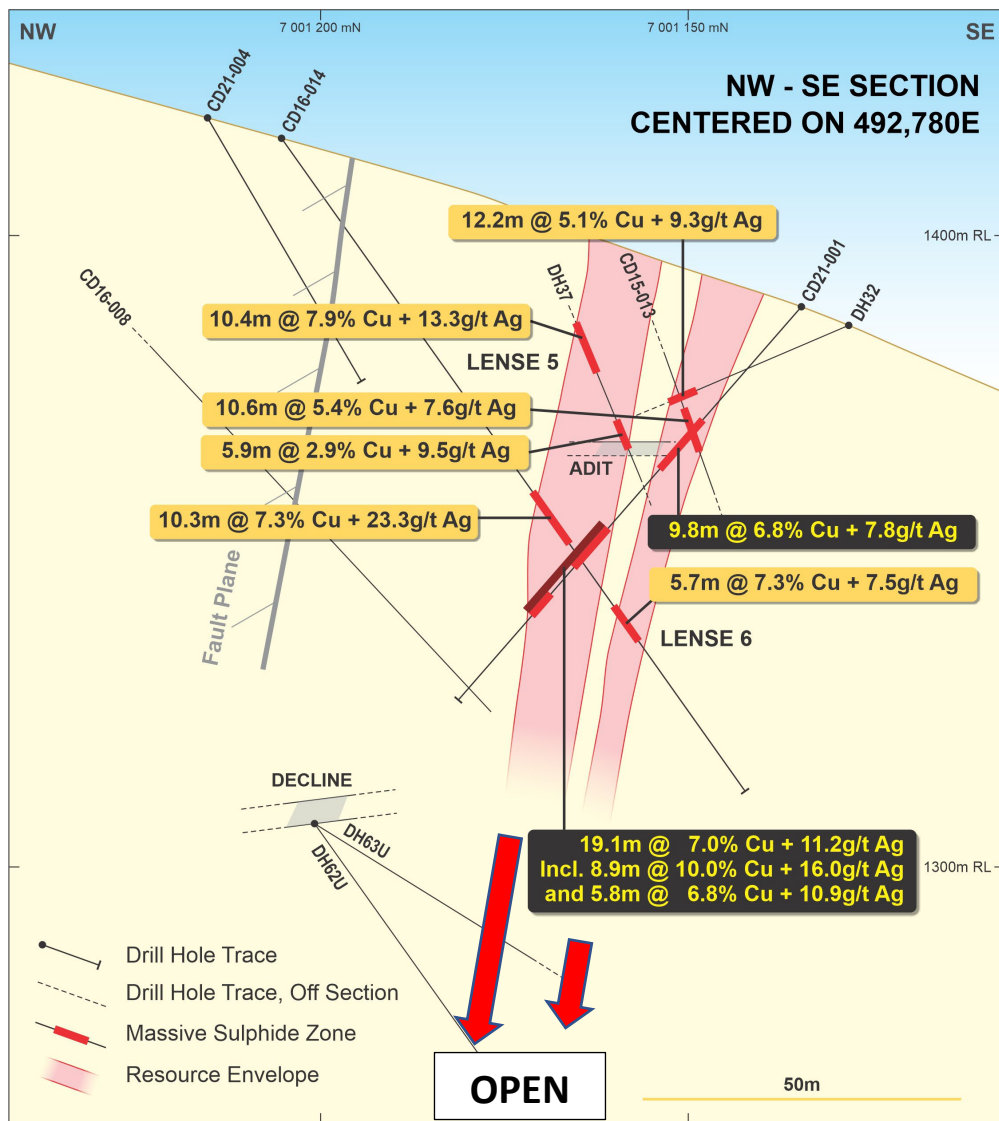 NW
7 001 200 mN
7 001 150 mN
SE
NW - SE SECTION
CENTERED ON 492,780E
CD21-004
CD16-014
12.2m @ 5.1% Cu + 9.3g/t Ag
1400m RL
CD16-008
DH37
CD15-013
CD21-001
DH32
10.4m @ 7.9% Cu + 13.3g/t Ag
LENSE 5
10.6m @ 5.4% Cu + 7.6g/t Ag
5.9m @ 2.9% Cu + 9.5g/t Ag
ADIT
10.3m @ 7.3% Cu + 23.3g/t Ag
9.8m @ 6.8% Cu + 7.8g/t Ag
Fault Plane
5.7m @ 7.3% Cu + 7.5g/t Ag
LENSE 6
DECLINE
DH63U
DH62U
19.1m @ 7.0% Cu + 11.2g/t Ag
Incl. 8.9m @ 10.0% Cu + 16.0g/t Ag
and 5.8m @ 6.8% Cu + 10.9g/t Ag
1300m RL
Drill Hole Trace
Drill Hole Trace, Off Section
Massive Sulphide Zone
Resource Envelope
OPEN
50m